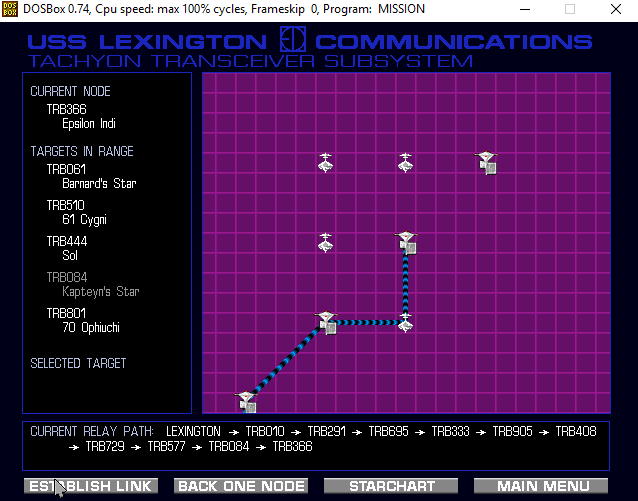 DOS BOX DOSBox 0.74, Cpu speed: max 100% cycles, Frameskip 0, Program: MISSION
USS LEXINGTON COMMUNICATIONS
TACHYON TRANSCEIVER SUBSYSTEM
CURRENT NODE
TRB366
Epsilon Indi
TARGETS IN RANGE
TRB061
Barnard's Star
TRB510
61 Cygni
TRB444
Sol
TRB084
Kapteyn's Star
TRB801
70 Ophiuchi
SELECTED TARGET
CURRENT RELAY PATH: LEXINGTON → TRB010 → TRB291 → TRB695 → TRB333 → TRB905 → TRB408
→ TRB729 → TRB577 → TRB084 → TRB366
ESTABLISH LINK BACK ONE NODE STARCHART MAIN MENU